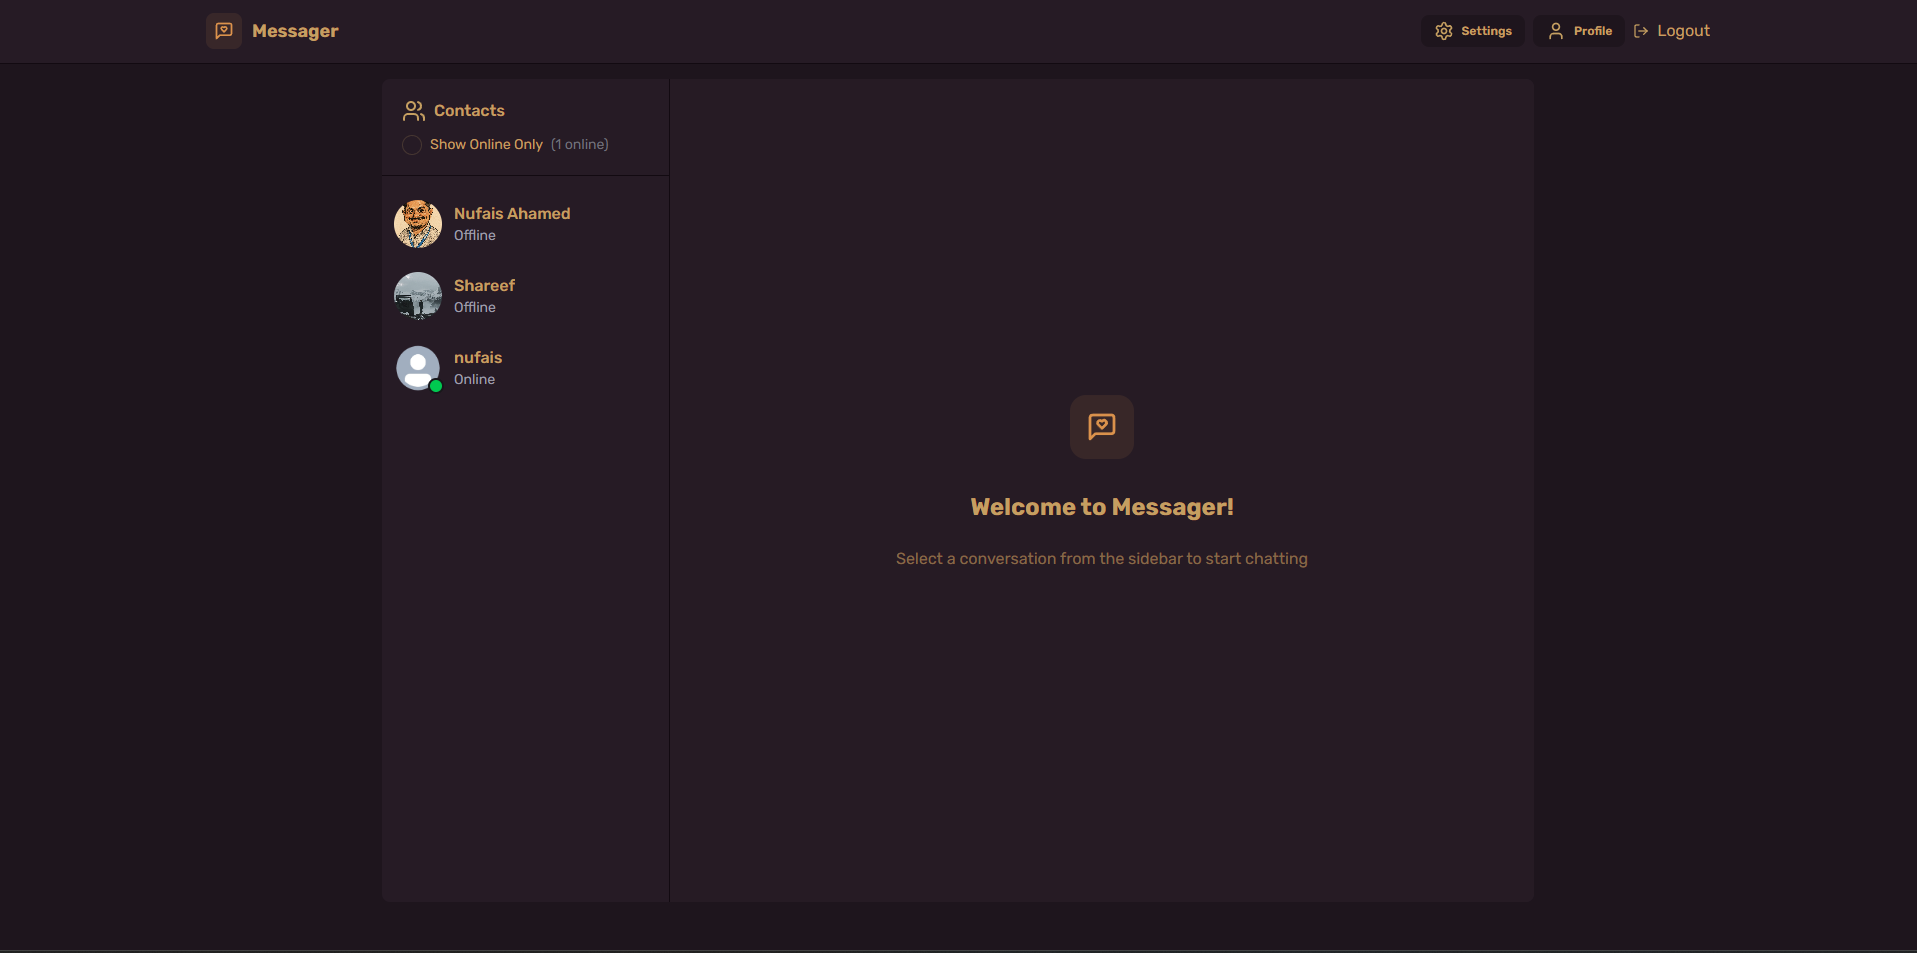 Messager
Settings Profile Logout
Contacts
Show Online Only (1 online)
Nufais Ahamed
Offline
Shareef
Offline
nufais
Online
Welcome to Messager!
Select a conversation from the sidebar to start chatting